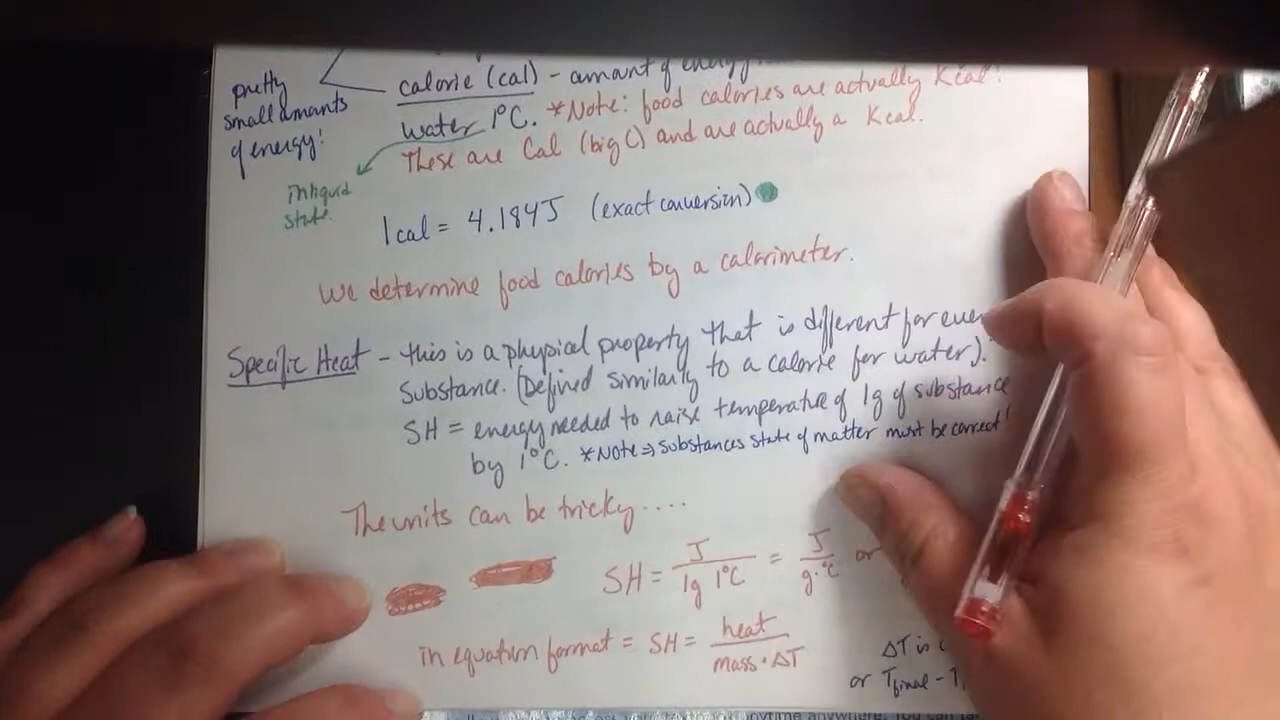 calorie (cal) - amount of energy
pretty
small amounts
of energy!
water 1°C. *Note: food calories are actually Kcal!
These are Cal (big C) and are actually a Kcal.
in liquid
state.
1 cal = 4.184 J (exact conversion)
We determine food calories by a calorimeter.
Specific Heat - this is a physical property that is different for
substance. (Defined similarly to a calorie for water).
SH = energy needed to raise temperature of 1g of substance
by 1°C. *Note ⇒ substances state of matter must be correct!
The units can be tricky....
SH = J / 1g 1°C = J / g·°C or
in equation format = SH = heat / mass · ΔT
ΔT is
or Tfinal -